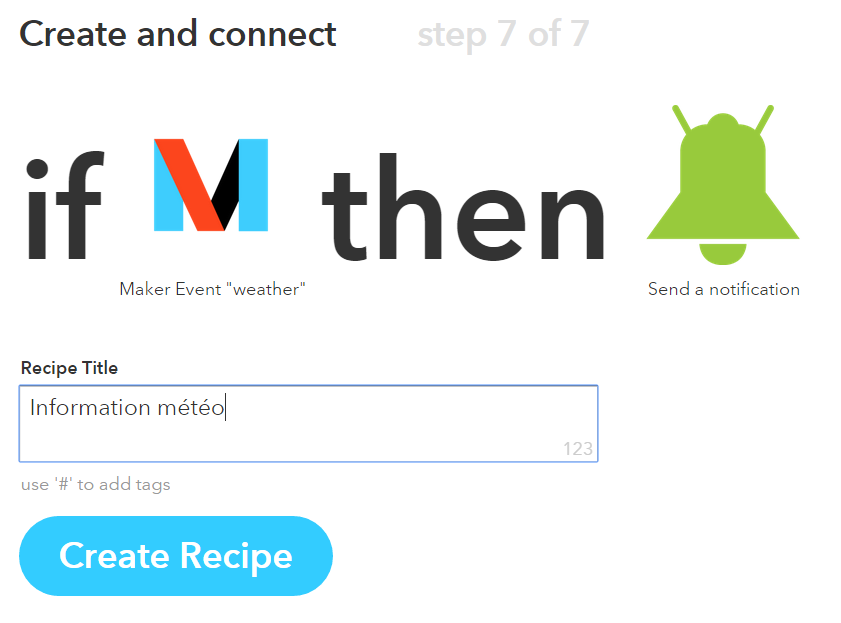 Create and connect step 7 of 7
if M then
Maker Event "weather" Send a notification
Recipe Title
Information météo
123
use '#' to add tags
Create Recipe